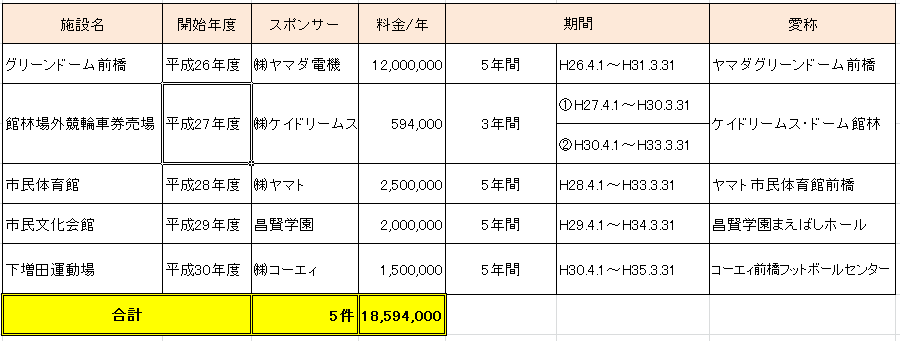 施設名 開始年度 スポンサー 料金/年 期間 愛称
グリーンドーム前橋 平成26年度 ㈱ヤマダ電機 12,000,000 5年間 H26.4.1～H31.3.31 ヤマダグリーンドーム前橋
館林場外競輪車券売場 平成27年度 ㈱ケイドリームス 594,000 3年間 ①H27.4.1～H30.3.31 ケイドリームス・ドーム館林
②H30.4.1～H33.3.31
市民体育館 平成28年度 ㈱ヤマト 2,500,000 5年間 H28.4.1～H33.3.31 ヤマト市民体育館前橋
市民文化会館 平成29年度 昌賢学園 2,000,000 5年間 H29.4.1～H34.3.31 昌賢学園まえばしホール
下増田運動場 平成30年度 ㈱コーエィ 1,500,000 5年間 H30.4.1～H35.3.31 コーエィ前橋フットボールセンター
合計 5件 18,594,000